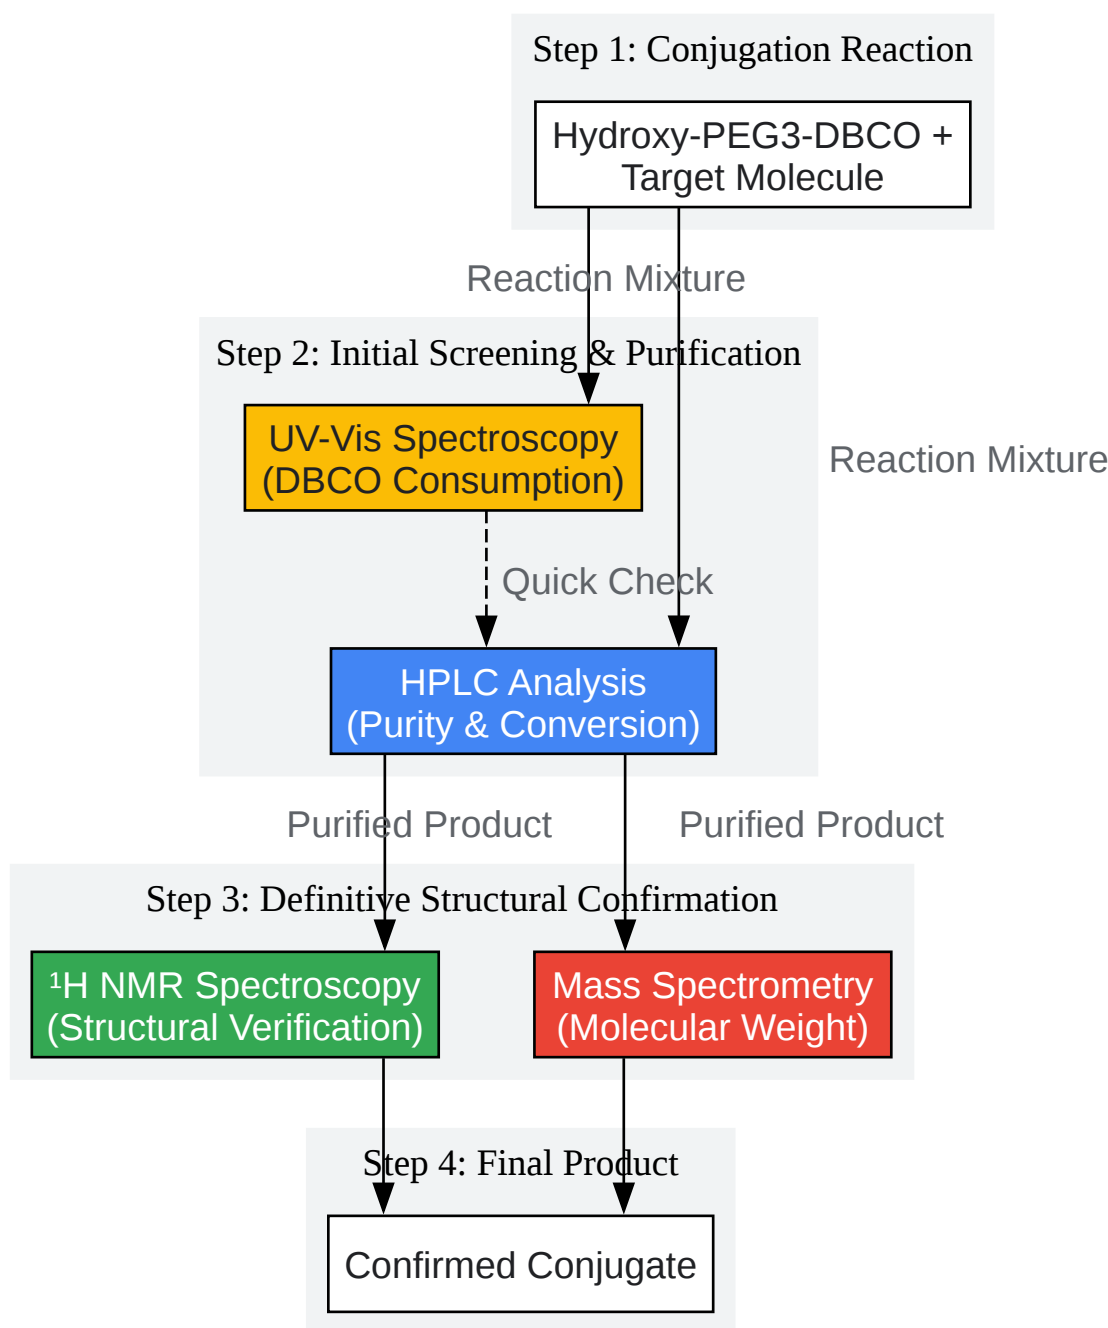 Step 1: Conjugation Reaction
Hydroxy-PEG3-DBCO +
Target Molecule
Reaction Mixture
Step 2: Initial Screening & Purification
UV-Vis Spectroscopy
(DBCO Consumption)
Reaction Mixture
Quick Check
HPLC Analysis
(Purity & Conversion)
Purified Product
Purified Product
Step 3: Definitive Structural Confirmation
¹H NMR Spectroscopy
(Structural Verification)
Mass Spectrometry
(Molecular Weight)
Step 4: Final Product
Confirmed Conjugate